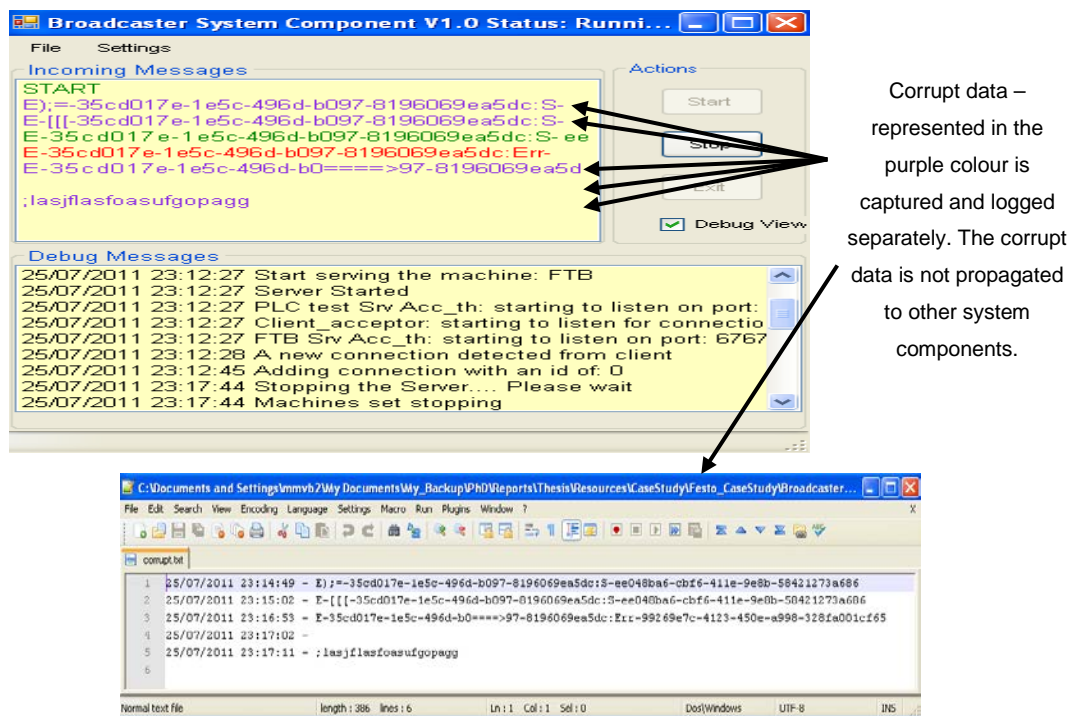 Broadcaster System Component V1.0 Status: Runni...
File Settings
Incoming Messages
START
E);=-35cd017e-1e5c-496d-b097-8196069ea5dc:S-
E-[[[-35cd017e-1e5c-496d-b097-8196069ea5dc:S-
E-35cd017e-1e5c-496d-b097-8196069ea5dc:S-ee
E-35cd017e-1e5c-496d-b097-8196069ea5dc:Err-
E-35cd017e-1e5c-496d-b0====>97-8196069ea5d
;lasjflasfoasufgopagg
Actions
Start
Stop
Exit
Debug View
Debug Messages
25/07/2011 23:12:27 Start serving the machine: FTB
25/07/2011 23:12:27 Server Started
25/07/2011 23:12:27 PLC test Srv Acc_th: starting to listen on port:
25/07/2011 23:12:27 Client_acceptor: starting to listen for connectio
25/07/2011 23:12:27 FTB Srv Acc_th: starting to listen on port: 6767
25/07/2011 23:12:28 A new connection detected from client
25/07/2011 23:12:45 Adding connection with an id of: 0
25/07/2011 23:17:44 Stopping the Server.... Please wait
25/07/2011 23:17:44 Machines set stopping
Corrupt data –
represented in the
purple colour is
captured and logged
separately. The corrupt
data is not propagated
to other system
components.
C:\Documents and Settings\mmvb2\My Documents\My_Backup\PhD\Reports\Thesis\Resources\CaseStudy\Festo_CaseStudy\Broadcaster...
File Edit Search View Encoding Language Settings Macro Run Plugins Window ? X
corrupt.txt
1 25/07/2011 23:14:49 - E);=-35cd017e-1e5c-496d-b097-8196069ea5dc:S-ee048ba6-cbf6-411e-9e8b-58421273a686
2 25/07/2011 23:15:02 - E-[[[-35cd017e-1e5c-496d-b097-8196069ea5dc:S-ee048ba6-cbf6-411e-9e8b-58421273a686
3 25/07/2011 23:16:53 - E-35cd017e-1e5c-496d-b0====>97-8196069ea5dc:Err-99269e7c-4123-450e-a998-328fa001cf65
4 25/07/2011 23:17:02 -
5 25/07/2011 23:17:11 - ;lasjflasfoasufgopagg
6
Normal text file length : 386 lines : 6 Ln : 1 Col : 1 Sel : 0 Dos\Windows UTF-8 INS